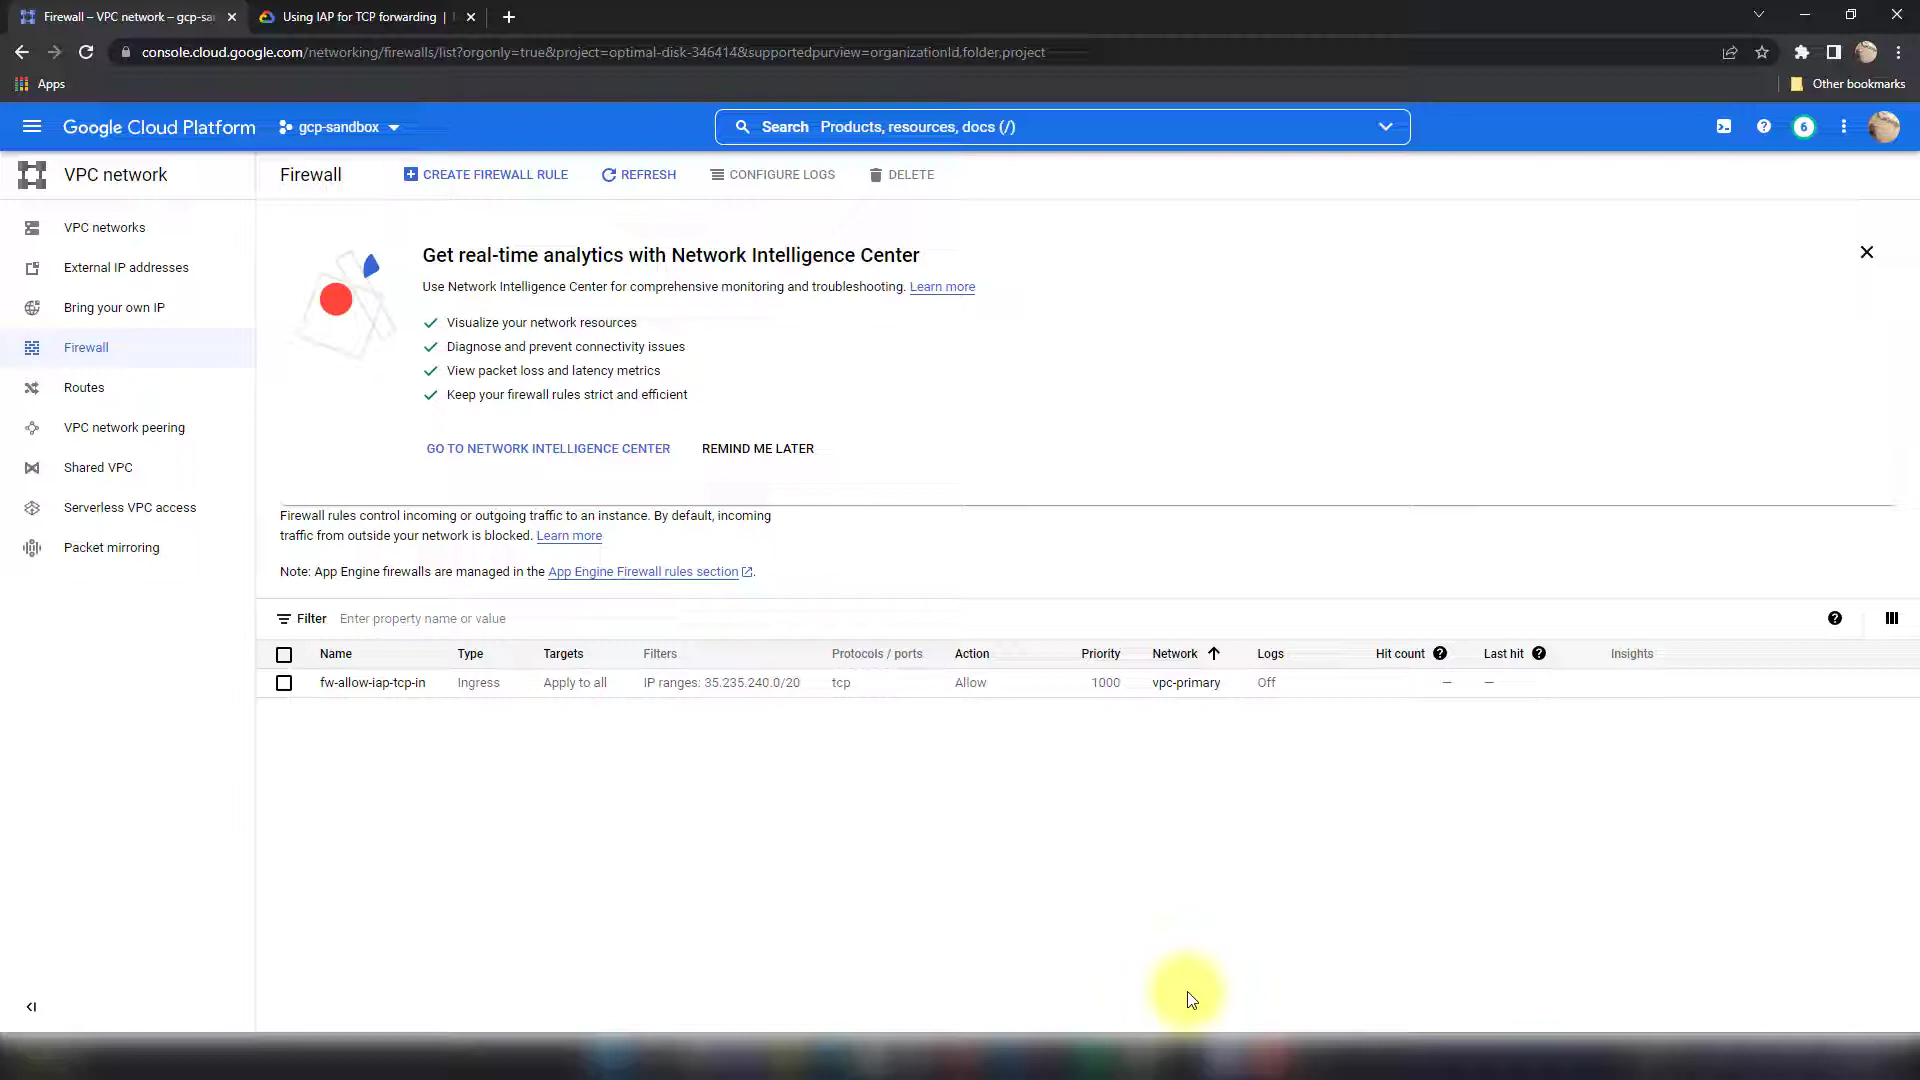 Firewall – VPC network – gcp-sa
Using IAP for TCP forwarding |
console.cloud.google.com/networking/firewalls/list?orgonly=true&project=optimal-disk-346414&supportedpurview=organizationId,folder,project
Apps
Other bookmarks
Google Cloud Platform
gcp-sandbox
Search Products, resources, docs (/)
6
VPC network
Firewall
CREATE FIREWALL RULE
REFRESH
CONFIGURE LOGS
DELETE
VPC networks
External IP addresses
Bring your own IP
Firewall
Routes
VPC network peering
Shared VPC
Serverless VPC access
Packet mirroring
Get real-time analytics with Network Intelligence Center
Use Network Intelligence Center for comprehensive monitoring and troubleshooting. Learn more
Visualize your network resources
Diagnose and prevent connectivity issues
View packet loss and latency metrics
Keep your firewall rules strict and efficient
GO TO NETWORK INTELLIGENCE CENTER
REMIND ME LATER
Firewall rules control incoming or outgoing traffic to an instance. By default, incoming
traffic from outside your network is blocked. Learn more
Note: App Engine firewalls are managed in the App Engine Firewall rules section.
Filter Enter property name or value
Name Type Targets Filters Protocols / ports Action Priority Network Logs Hit count Last hit Insights
fw-allow-iap-tcp-in Ingress Apply to all IP ranges: 35.235.240.0/20 tcp Allow 1000 vpc-primary Off — —